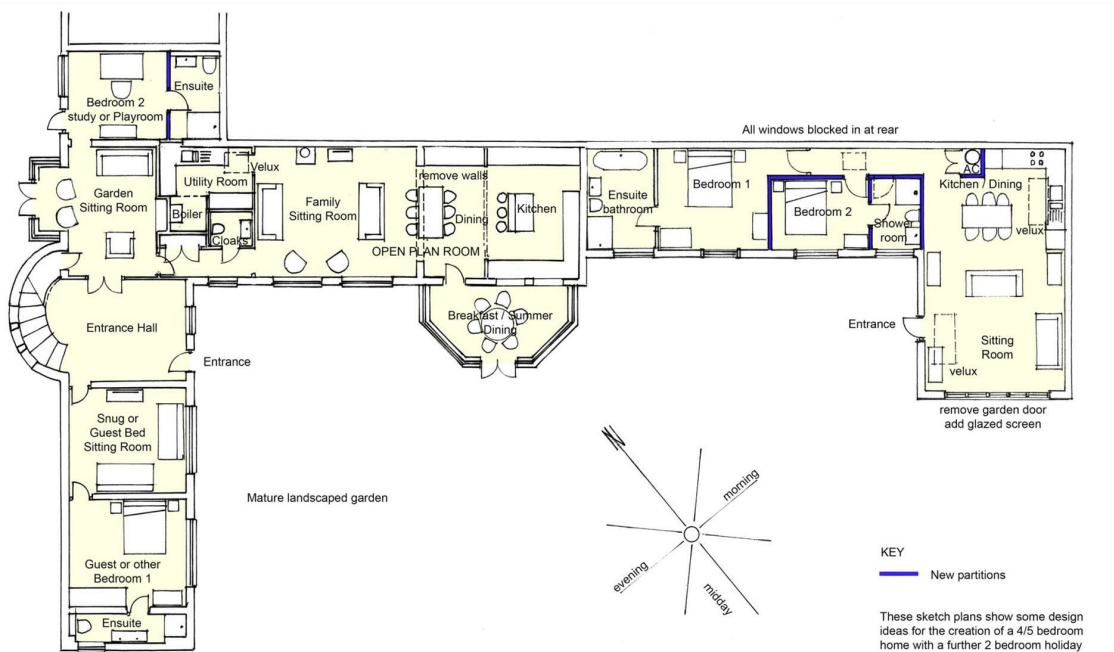 Ensuite
Bedroom 2
study or Playroom
All windows blocked in at rear
Velux
Utility Room
Garden
Sitting Room
Boiler
Cloaks
Family
Sitting Room
remove walls
Dining
Kitchen
OPEN PLAN ROOM
Ensuite
bathroom
Bedroom 1
Bedroom 2
Shower
room
AC
Kitchen / Dining
velux
Entrance Hall
Entrance
Breakfast / Summer
Dining
Entrance
Sitting
Room
velux
remove garden door
add glazed screen
Snug or
Guest Bed
Sitting Room
Mature landscaped garden
Guest or other
Bedroom 1
Ensuite
N
morning
evening
midday
KEY
New partitions
These sketch plans show some design
ideas for the creation of a 4/5 bedroom
home with a further 2 bedroom holiday